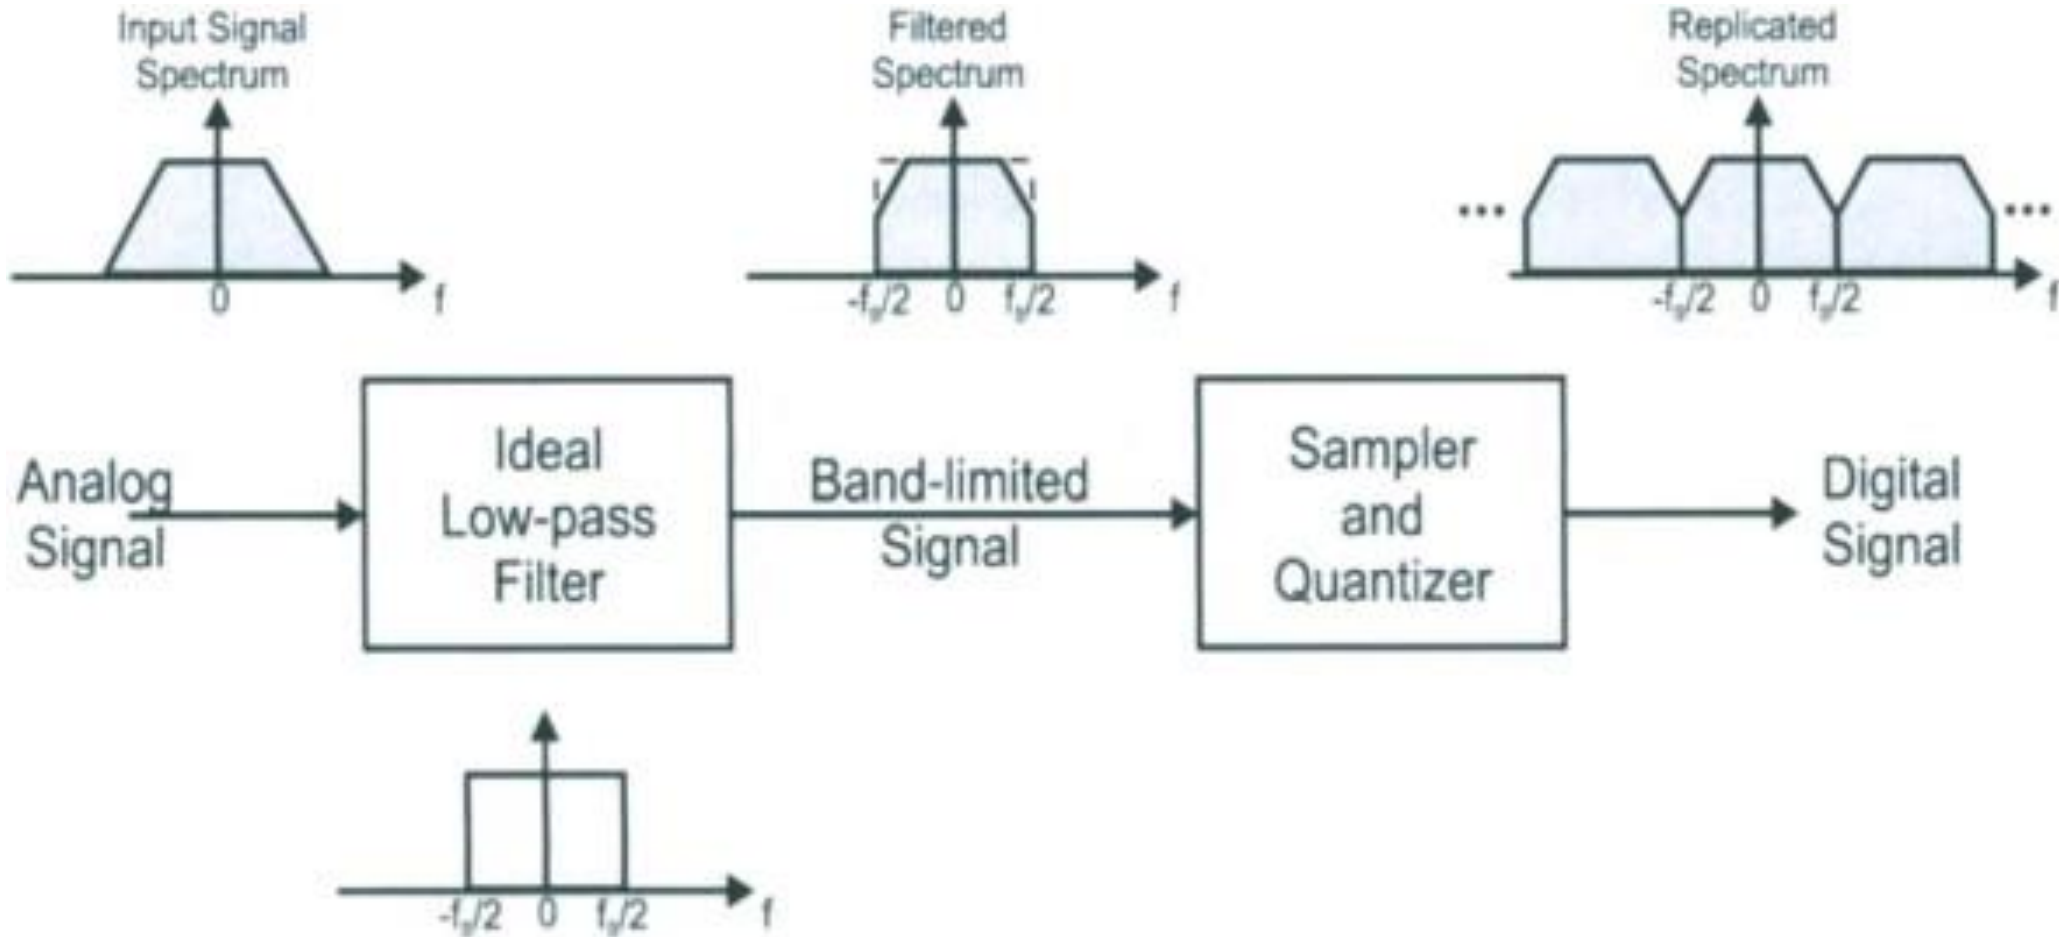 Input Signal
Spectrum
0
f
Filtered
Spectrum
-fₛ/2 0 fₛ/2
f
Replicated
Spectrum
...
...
-fₛ/2 0 fₛ/2
f
Analog
Signal
Ideal
Low-pass
Filter
Band-limited
Signal
Sampler
and
Quantizer
Digital
Signal
-fₛ/2 0 fₛ/2
f